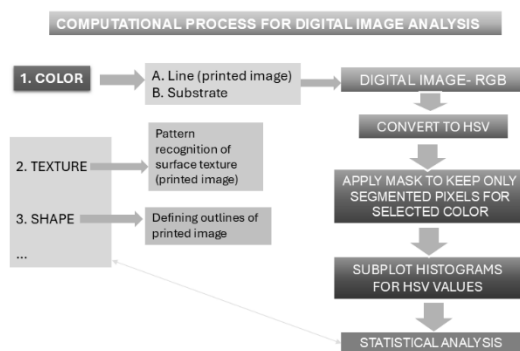 COMPUTATIONAL PROCESS FOR DIGITAL IMAGE ANALYSIS
1. COLOR
A. Line (printed image)
B. Substrate
DIGITAL IMAGE- RGB
CONVERT TO HSV
APPLY MASK TO KEEP ONLY
SEGMENTED PIXELS FOR
SELECTED COLOR
SUBPLOT HISTOGRAMS
FOR HSV VALUES
STATISTICAL ANALYSIS
2. TEXTURE
Pattern
recognition of
surface texture
(printed image)
3. SHAPE
Defining outlines of
printed image
...